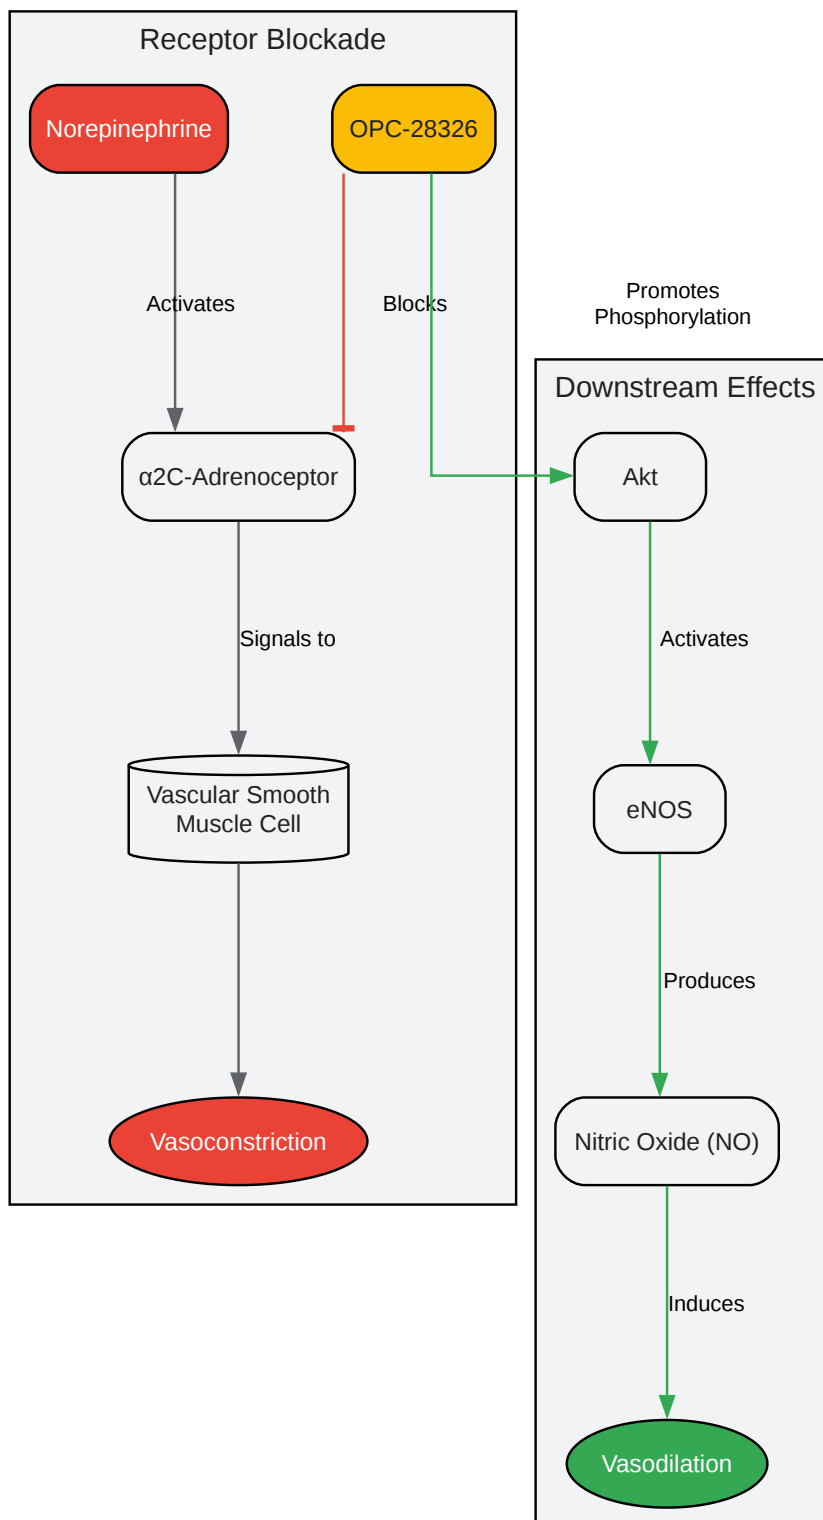 Receptor Blockade
Norepinephrine
OPC-28326
Activates
Blocks
Promotes
Phosphorylation
Downstream Effects
α2C-Adrenoceptor
Akt
Signals to
Activates
Vascular Smooth
Muscle Cell
eNOS
Produces
Vasoconstriction
Nitric Oxide (NO)
Induces
Vasodilation